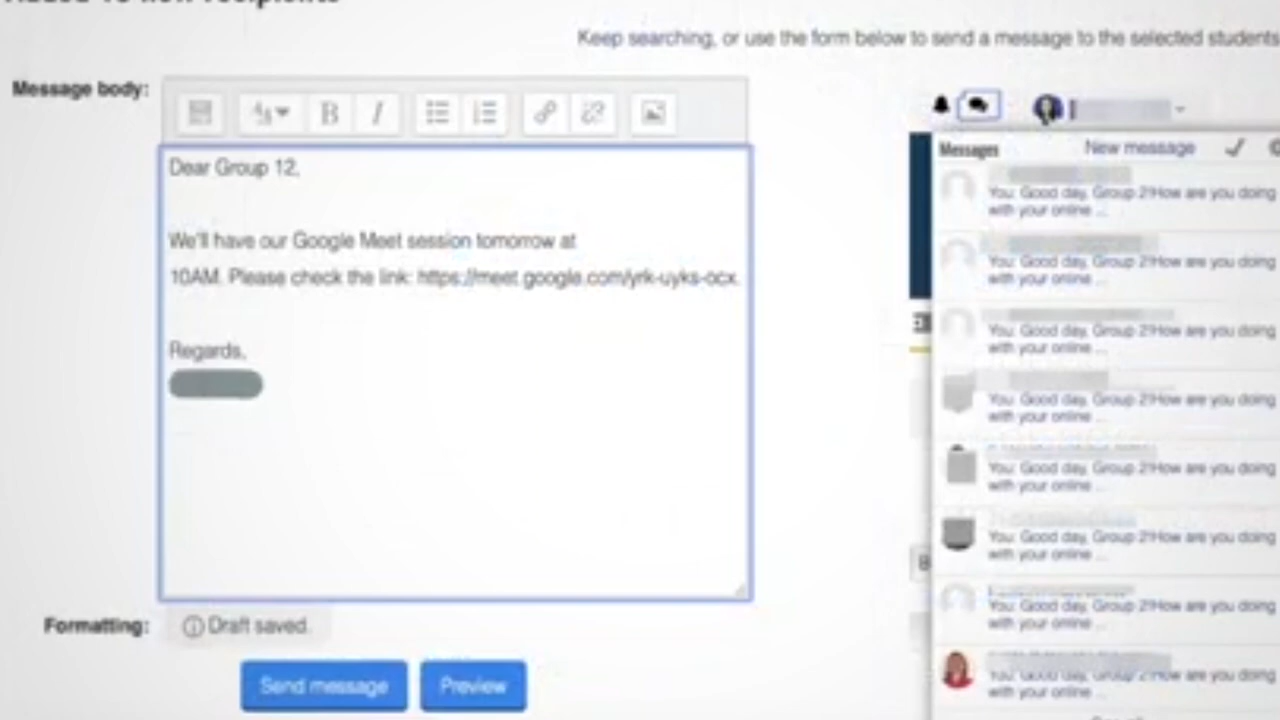 Added 18 new recipients
Keep searching, or use the form below to send a message to the selected students
Message body:
B I
Dear Group 12,
We'll have our Google Meet session tomorrow at
10AM. Please check the link: https://meet.google.com/yrk-uyks-ocx.
Regards,
Formatting:
Draft saved.
Send message
Preview
Messages
New message
You: Good day, Group 2!How are you doing
with your online ...
You: Good day, Group 2!How are you doing
with your online ...
You: Good day, Group 2!How are you doing
with your online ...
You: Good day, Group 2!How are you doing
with your online ...
You: Good day, Group 2!How are you doing
with your online ...
You: Good day, Group 2!How are you doing
with your online ...
You: Good day, Group 2!How are you doing
with your online ...
You: Good day, Group 2!How are you doing
with your online ...